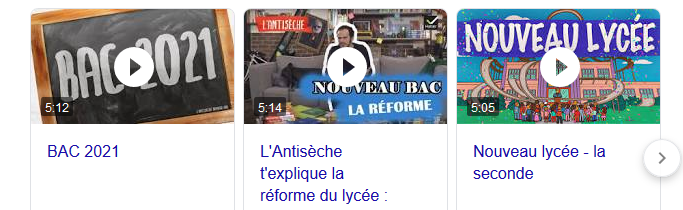 BAC 2021
5:12
L'ANTISÈCHE
NOUVEAU BAC
LA RÉFORME
5:14
NOUVEAU LYCÉE
5:05
BAC 2021
L'Antisèche
t'explique la
réforme du lycée :
Nouveau lycée - la
seconde